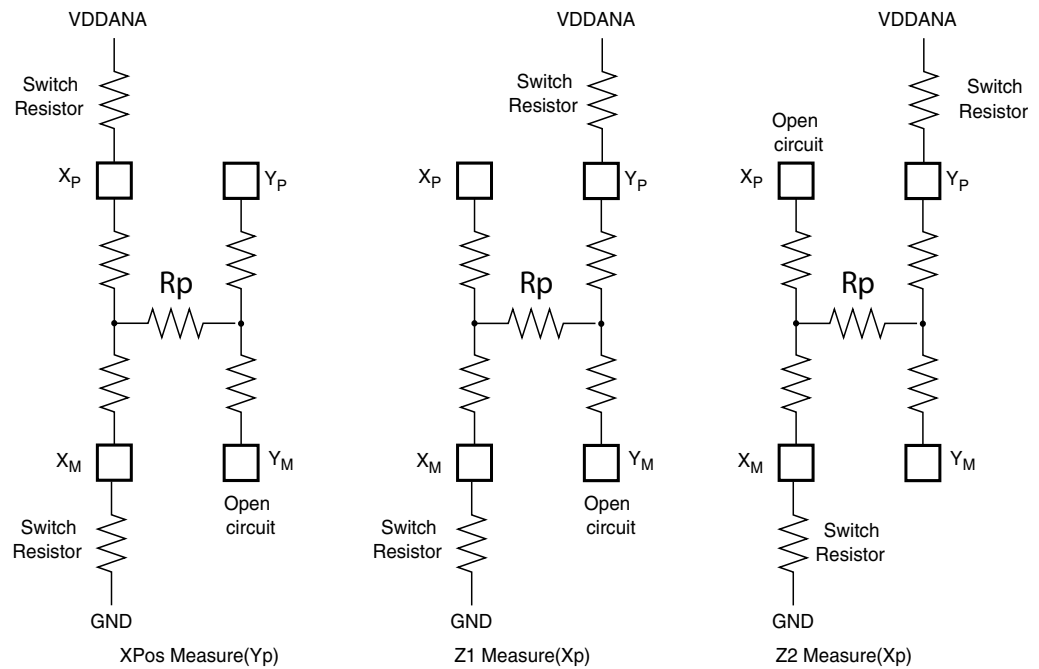 VDDANA
Switch
Resistor
X_P
Y_P
Rp
X_M
Y_M
Open
circuit
Switch
Resistor
GND
XPos Measure(Yp)
VDDANA
Switch
Resistor
X_P
Y_P
Rp
X_M
Y_M
Open
circuit
Switch
Resistor
GND
Z1 Measure(Xp)
VDDANA
Switch
Resistor
Open
circuit
X_P
Y_P
Rp
X_M
Y_M
Switch
Resistor
GND
Z2 Measure(Xp)